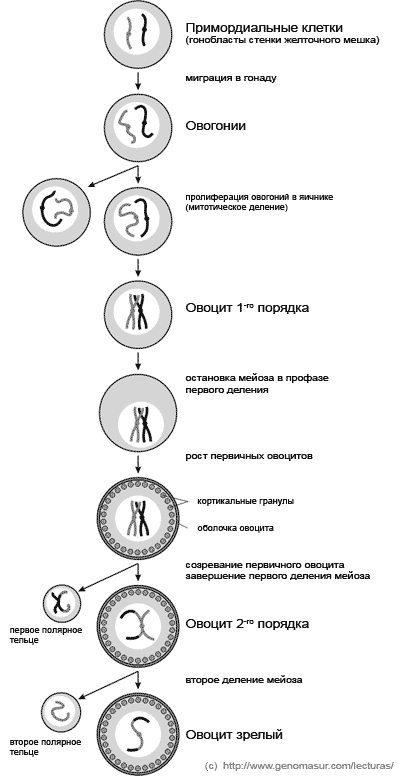 Примордиальные клетки
(гонобласты стенки желточного мешка)
миграция в гонаду
Овогонии
пролиферация овогоний в яичнике
(митотическое деление)
Овоцит 1-го порядка
остановка мейоза в профазе
первого деления
рост первичных овоцитов
кортикальные гранулы
оболочка овоцита
созревание первичного овоцита
завершение первого деления мейоза
Овоцит 2-го порядка
первое полярное
тельце
второе деление мейоза
Овоцит зрелый
второе полярное
тельце
(c) http://www.genomasur.com/lecturas/